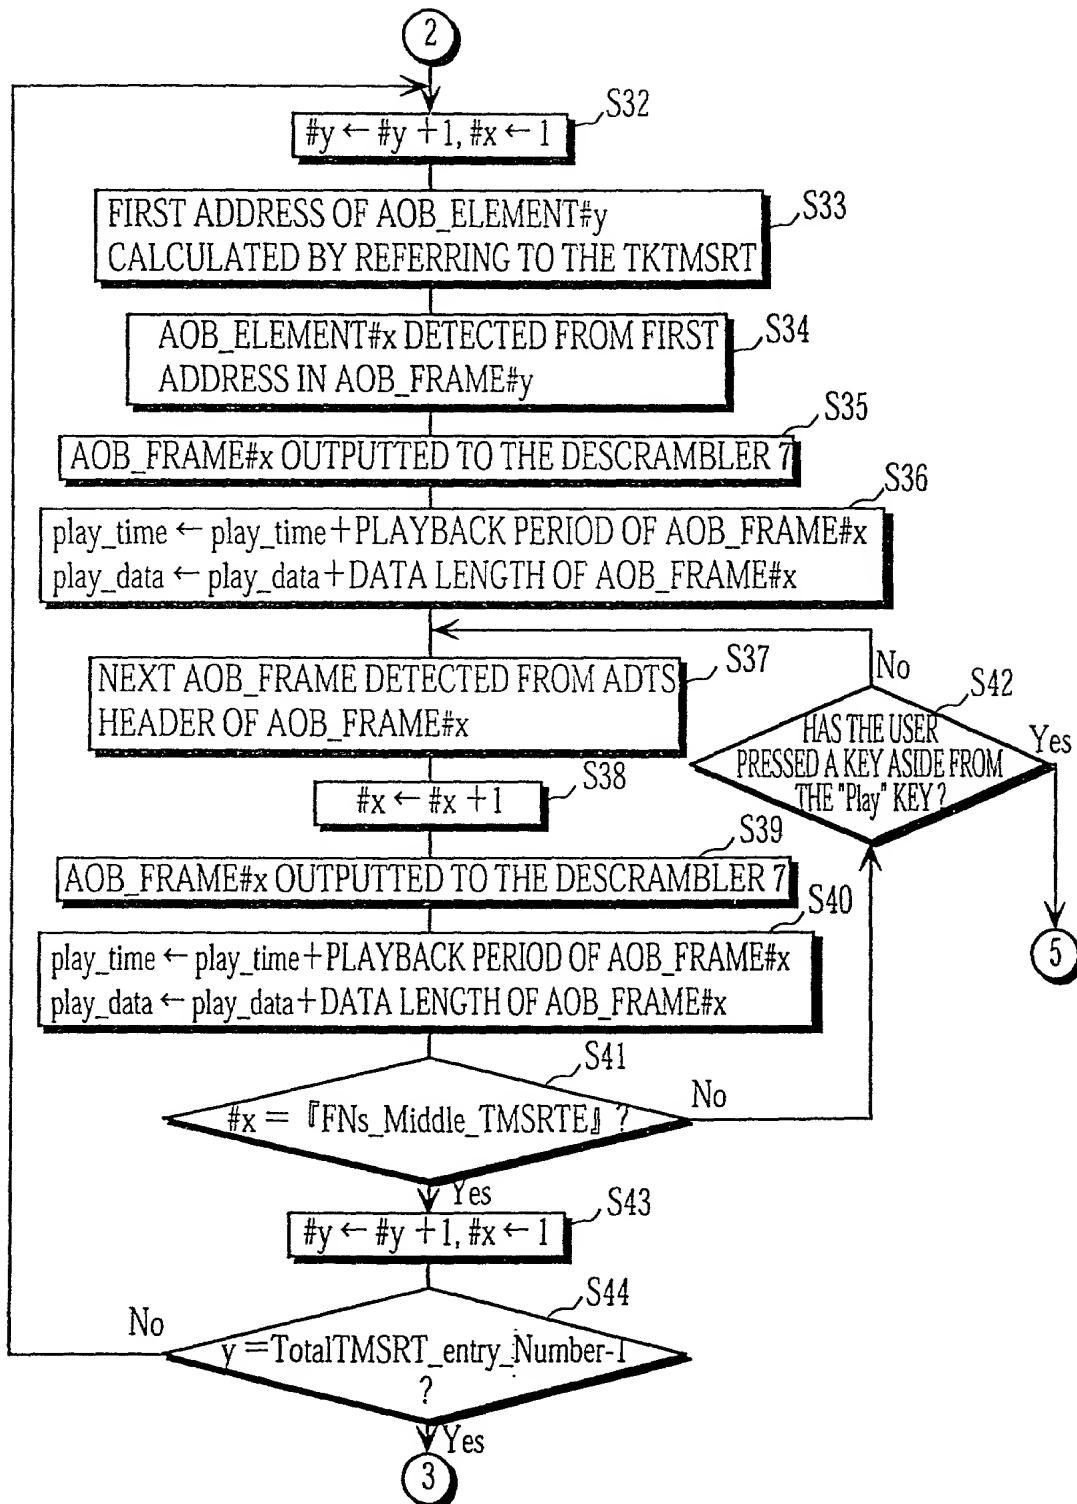 2
S32
#y ← #y +1, #x ← 1
S33
FIRST ADDRESS OF AOB_ELEMENT#y
CALCULATED BY REFERRING TO THE TKTMSRT
S34
AOB_ELEMENT#x DETECTED FROM FIRST
ADDRESS IN AOB_FRAME#y
S35
AOB_FRAME#x OUTPUTTED TO THE DESCRAMBLER 7
S36
play_time ← play_time+PLAYBACK PERIOD OF AOB_FRAME#x
play_data ← play_data+DATA LENGTH OF AOB_FRAME#x
S37
NEXT AOB_FRAME DETECTED FROM ADTS
HEADER OF AOB_FRAME#x
No
S42
HAS THE USER
PRESSED A KEY ASIDE FROM
THE "Play" KEY ?
Yes
5
S38
#x ← #x +1
S39
AOB_FRAME#x OUTPUTTED TO THE DESCRAMBLER 7
S40
play_time ← play_time+PLAYBACK PERIOD OF AOB_FRAME#x
play_data ← play_data+DATA LENGTH OF AOB_FRAME#x
S41
#x = 『FNs_Middle_TMSRTE』 ?
No
Yes
S43
#y ← #y +1, #x ← 1
S44
No
y =TotalTMSRT_entry_Number-1
?
Yes
3